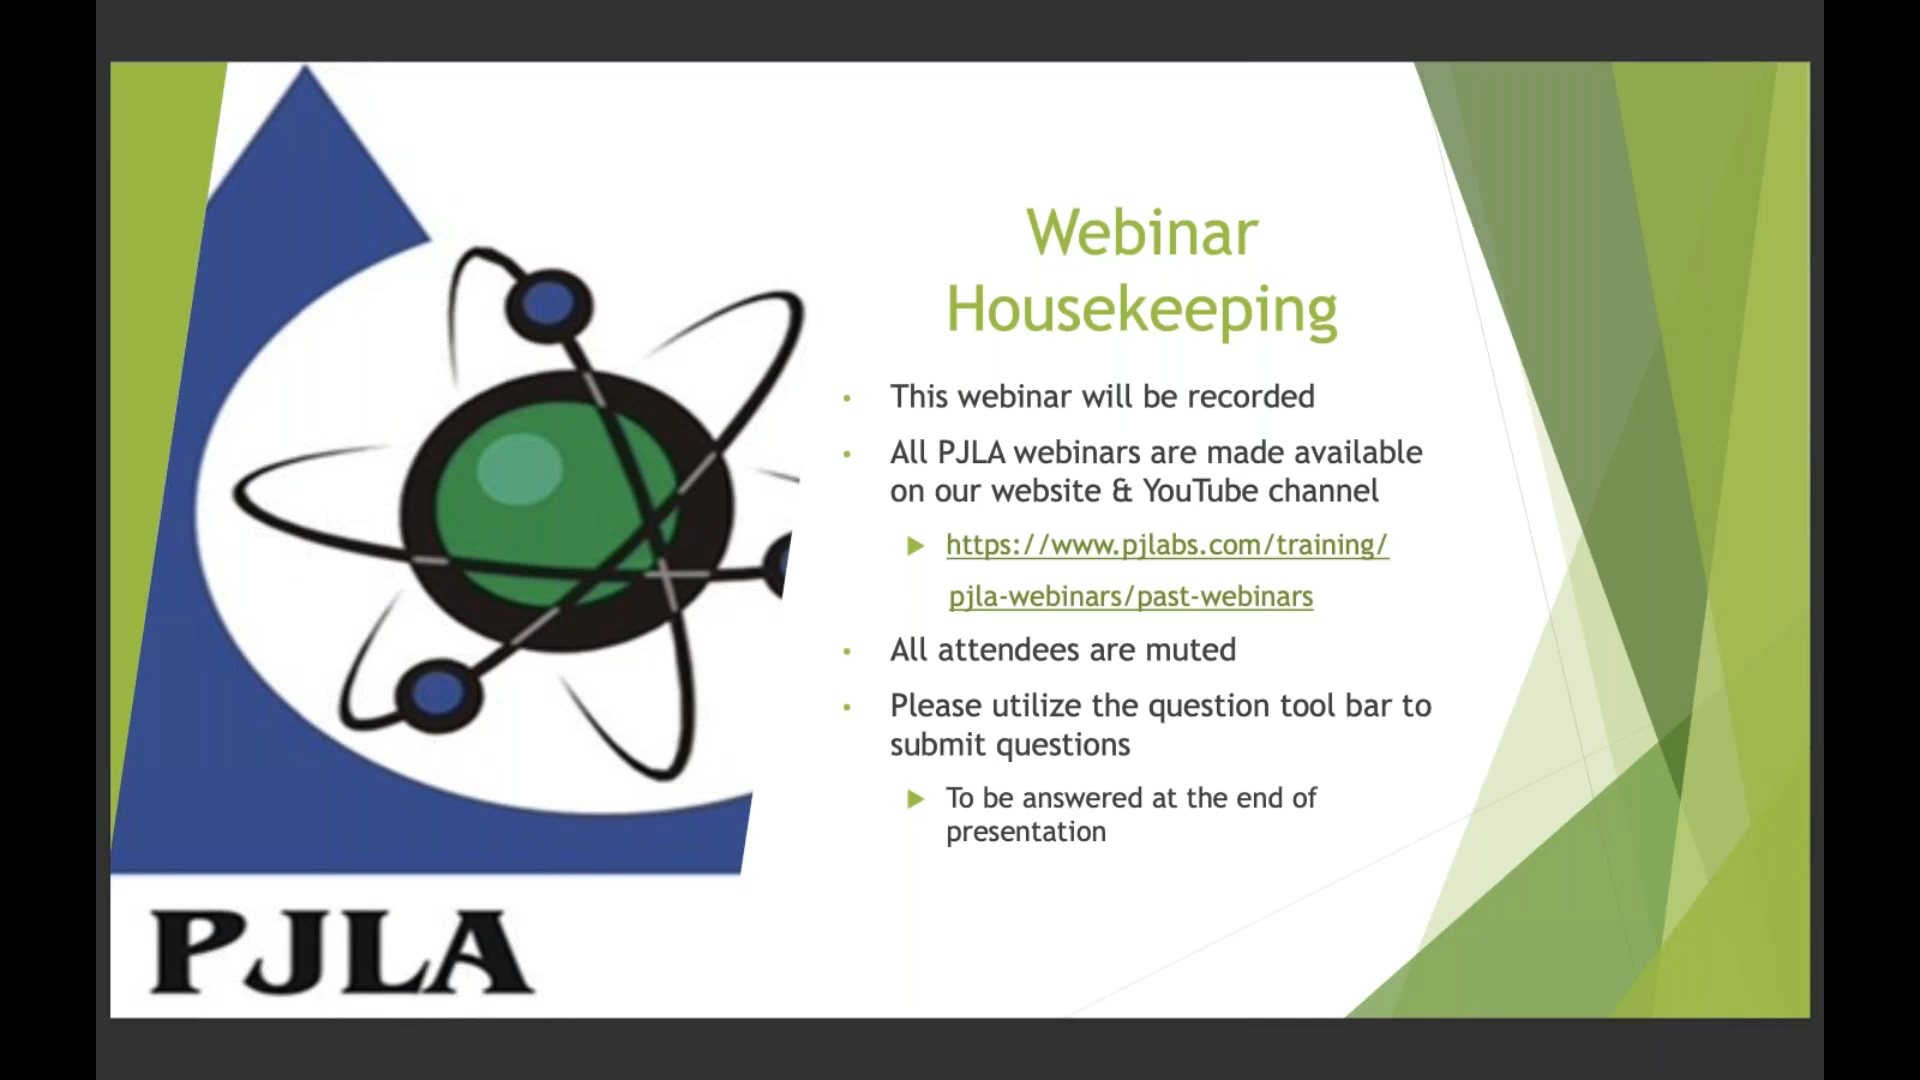 Webinar
Housekeeping
• This webinar will be recorded
• All PJLA webinars are made available
on our website & YouTube channel
https://www.pjlabs.com/training/
pjla-webinars/past-webinars
• All attendees are muted
• Please utilize the question tool bar to
submit questions
To be answered at the end of
presentation
PJLA